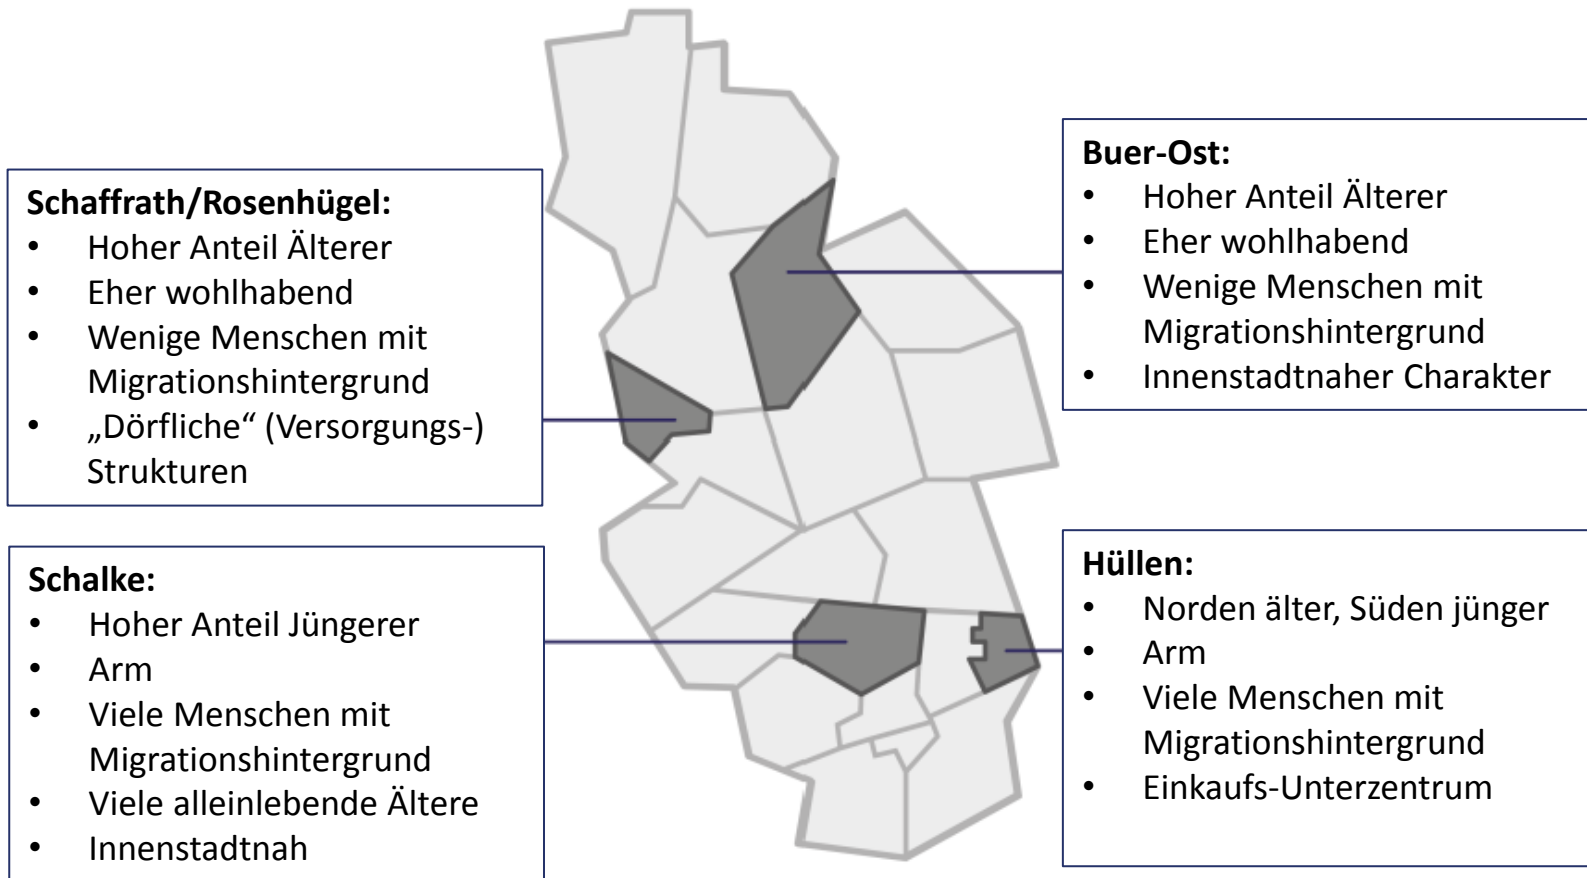 Schaffrath/Rosenhügel:
• Hoher Anteil Älterer
• Eher wohlhabend
• Wenige Menschen mit
Migrationshintergrund
• „Dörfliche“ (Versorgungs-)
Strukturen
Buer-Ost:
• Hoher Anteil Älterer
• Eher wohlhabend
• Wenige Menschen mit
Migrationshintergrund
• Innenstadtnaher Charakter
Schalke:
• Hoher Anteil Jüngerer
• Arm
• Viele Menschen mit
Migrationshintergrund
• Viele alleinlebende Ältere
• Innenstadtnah
Hüllen:
• Norden älter, Süden jünger
• Arm
• Viele Menschen mit
Migrationshintergrund
• Einkaufs-Unterzentrum